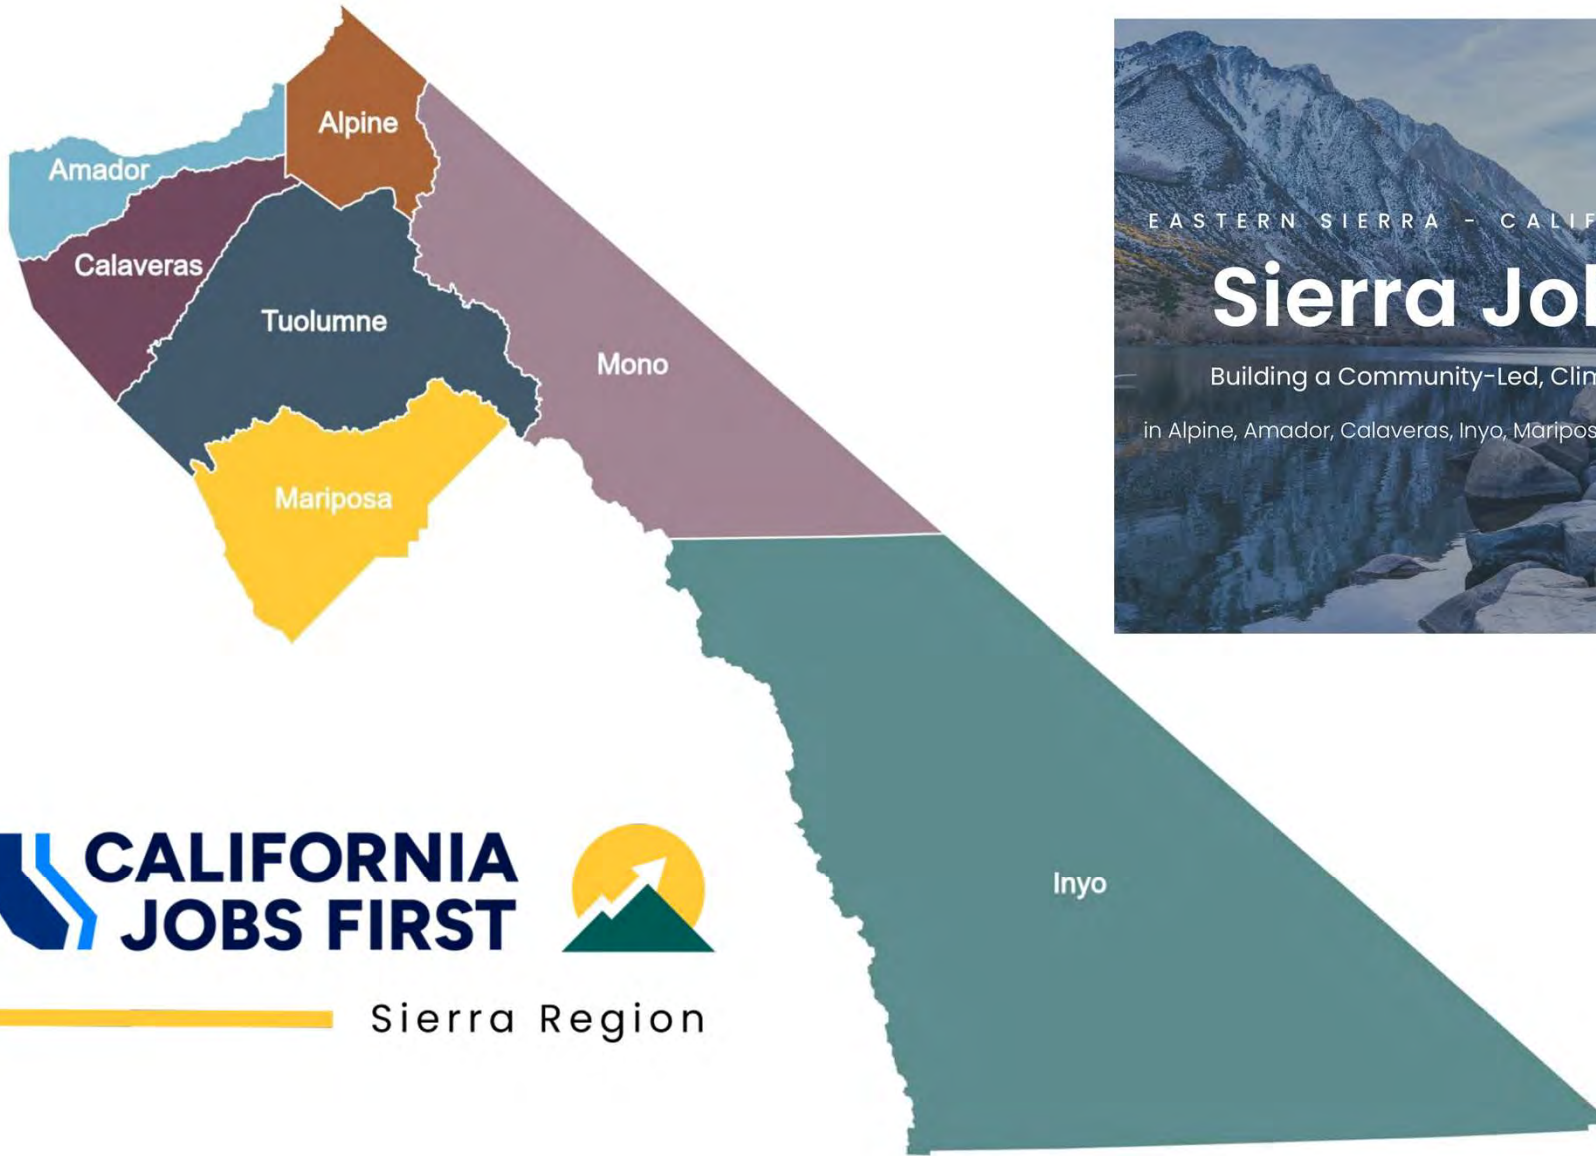 Alpine
Amador
Calaveras
Tuolumne
Mono
Mariposa
Inyo
EASTERN SIERRA - CALIF
Sierra Jo
Building a Community-Led, Clim
in Alpine, Amador, Calaveras, Inyo, Maripos
CALIFORNIA
JOBS FIRST
Sierra Region